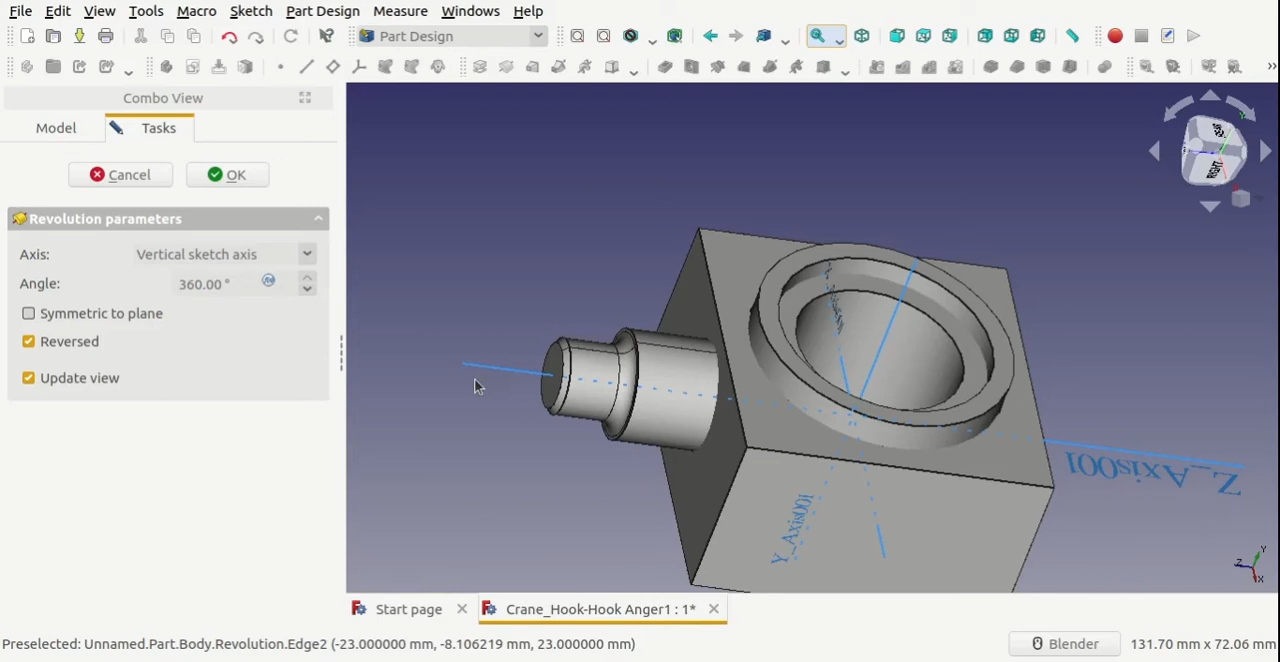 File Edit View Tools Macro Sketch Part Design Measure Windows Help
Part Design
Combo View
Model Tasks
Cancel OK
Revolution parameters
Axis: Vertical sketch axis
Angle: 360.00 °
Symmetric to plane
Reversed
Update view
RIGHT
Z_Axis001
Y_Axis001
Y
Z
X
Start page Crane_Hook-Hook Anger1 : 1*
Preselected: Unnamed.Part.Body.Revolution.Edge2 (-23.000000 mm, -8.106219 mm, 23.000000 mm) Blender 131.70 mm x 72.06 mm